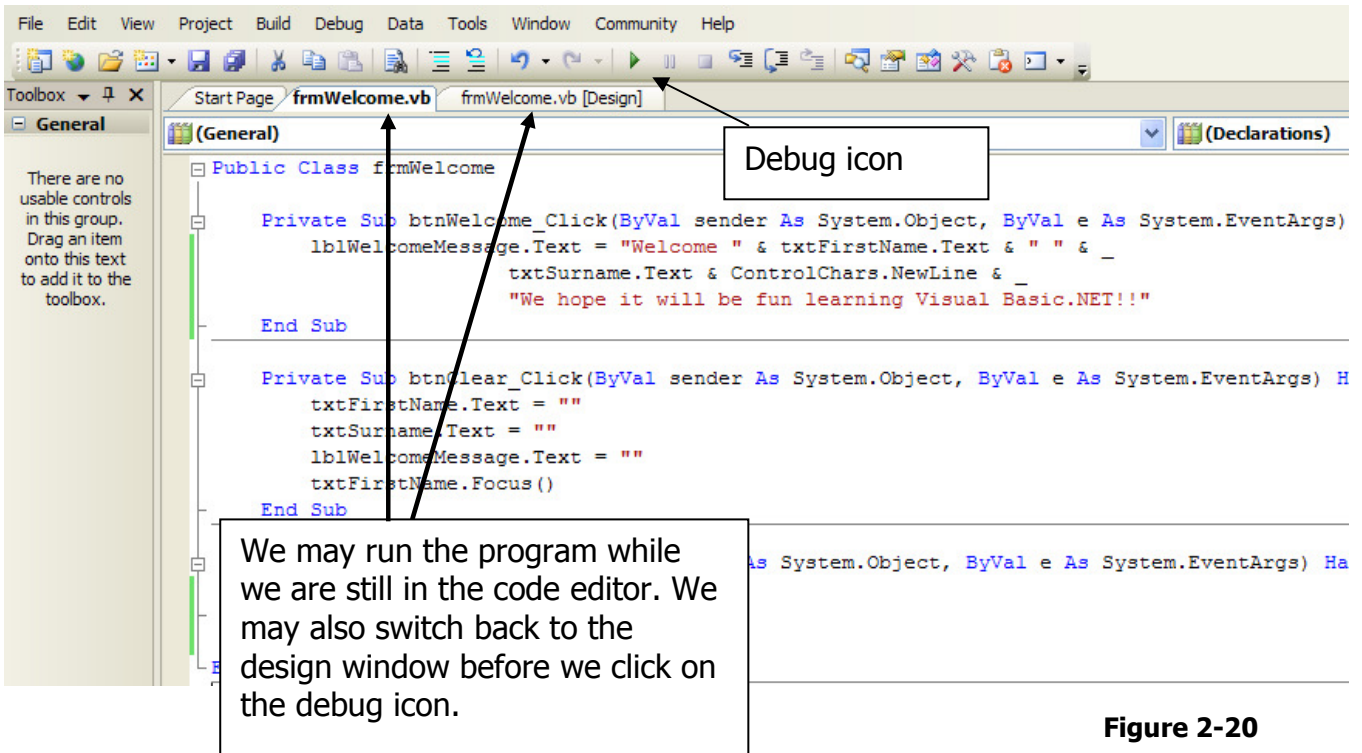 File Edit View Project Build Debug Data Tools Window Community Help
Toolbox
Start Page frmWelcome.vb frmWelcome.vb [Design]
General
(General) (Declarations)
There are no
usable controls
in this group.
Drag an item
onto this text
to add it to the
toolbox.
Debug icon
Public Class frmWelcome
Private Sub btnWelcome_Click(ByVal sender As System.Object, ByVal e As System.EventArgs)
lblWelcomeMessage.Text = "Welcome " & txtFirstName.Text & " " & _
txtSurname.Text & ControlChars.NewLine & _
"We hope it will be fun learning Visual Basic.NET!!"
End Sub
Private Sub btnClear_Click(ByVal sender As System.Object, ByVal e As System.EventArgs) H
txtFirstName.Text = ""
txtSurname.Text = ""
lblWelcomeMessage.Text = ""
txtFirstName.Focus()
End Sub
As System.Object, ByVal e As System.EventArgs) Ha
We may run the program while
we are still in the code editor. We
may also switch back to the
design window before we click on
the debug icon.
Figure 2-20